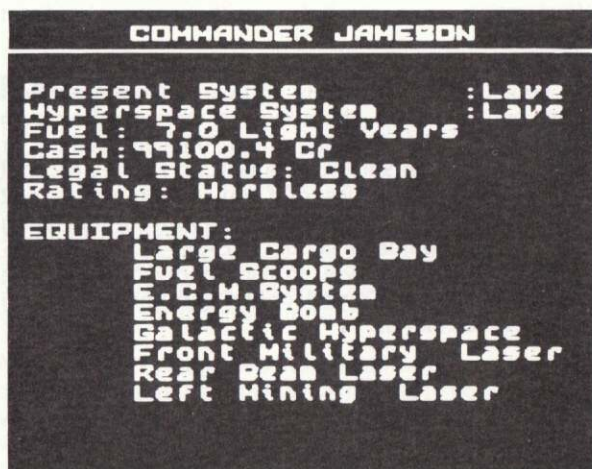 COMMANDER JAMESON
Present System :Lave
Hyperspace System :Lave
Fuel: 7.0 Light Years
Cash:99100.4 Cr
Legal Status: Clean
Rating: Harmless
EQUIPMENT:
Large Cargo Bay
Fuel Scoops
E.C.M.System
Energy Bomb
Galactic Hyperspace
Front Military Laser
Rear Beam Laser
Left Mining Laser